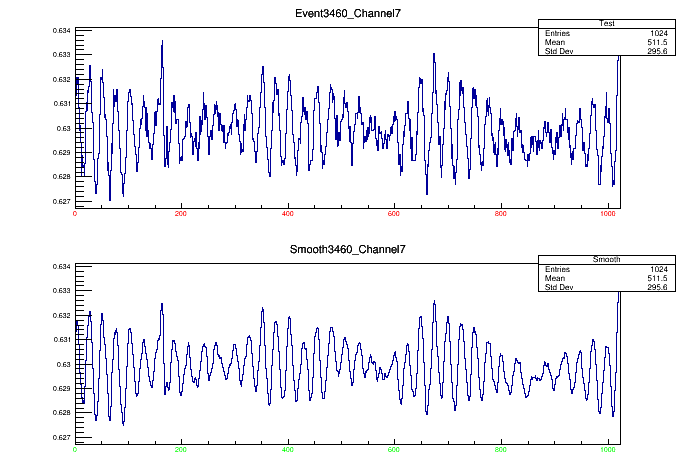 Event3460_Channel7
Test
Entries 1024
Mean 511.5
Std Dev 295.6
0.634
0.633
0.632
0.631
0.63
0.629
0.628
0.627
0 200 400 600 800 1000
Smooth3460_Channel7
Smooth
Entries 1024
Mean 511.5
Std Dev 295.6
0.634
0.633
0.632
0.631
0.63
0.629
0.628
0.627
0 200 400 600 800 1000